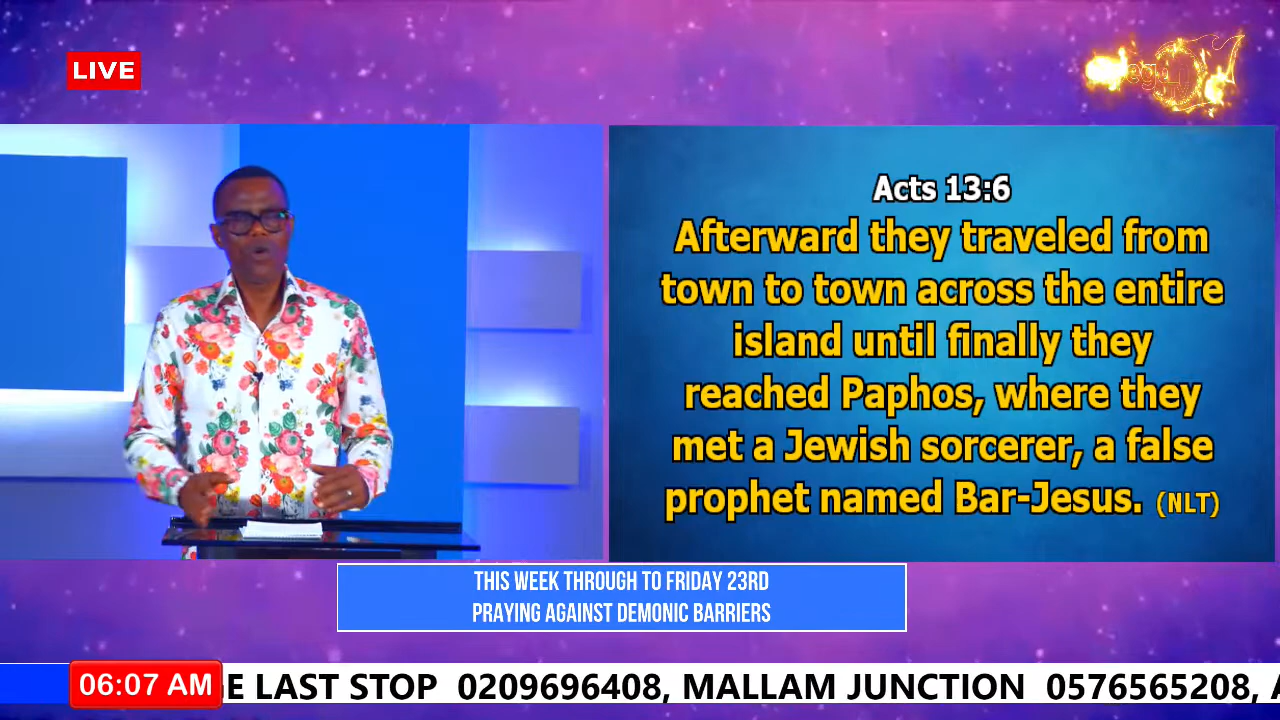 LIVE
Acts 13:6
Afterward they traveled from
town to town across the entire
island until finally they
reached Paphos, where they
met a Jewish sorcerer, a false
prophet named Bar-Jesus. (NLT)
THIS WEEK THROUGH TO FRIDAY 23RD
PRAYING AGAINST DEMONIC BARRIERS
06:07 AM E LAST STOP 0209696408, MALLAM JUNCTION 0576565208, A